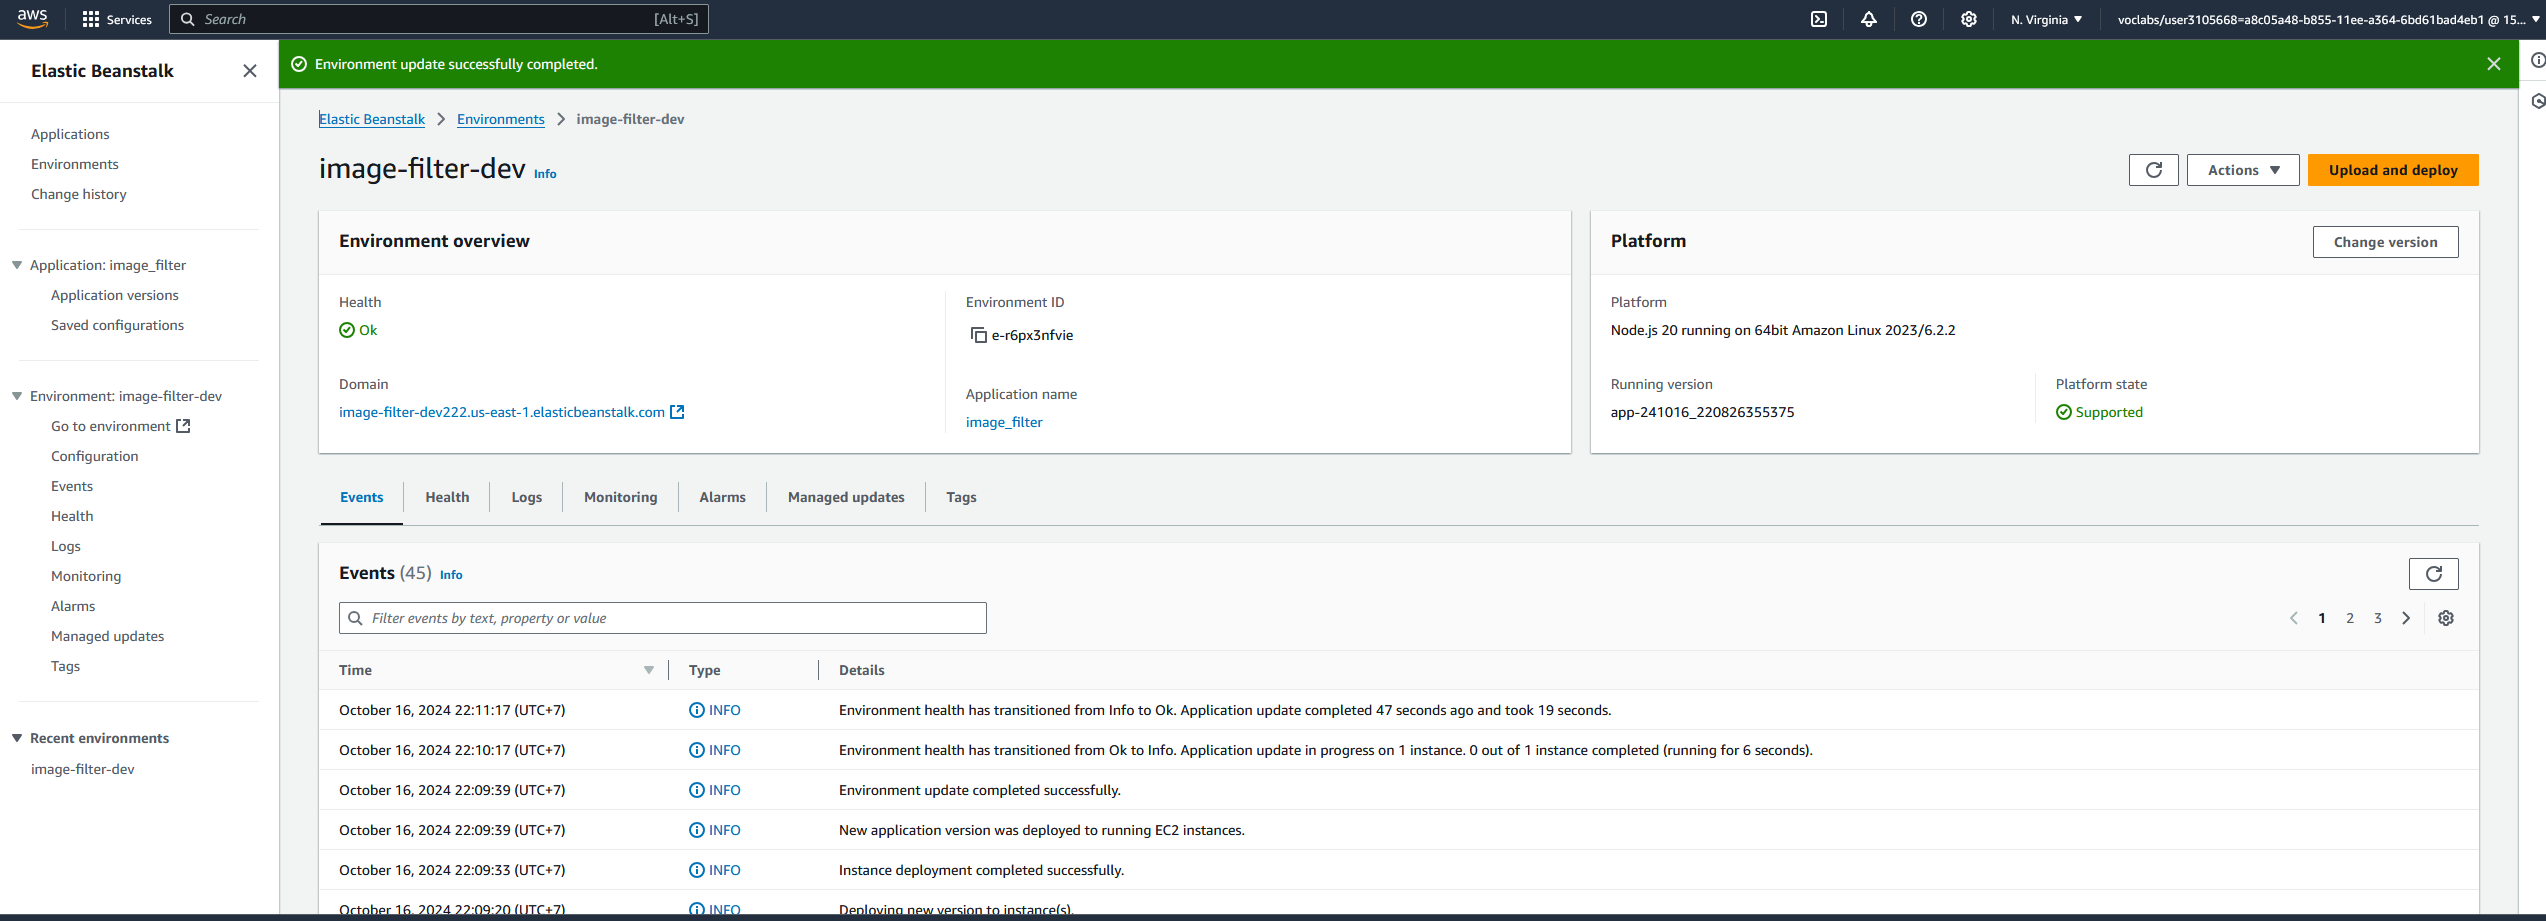 aws
Services
Search
[Alt+S]
N. Virginia
voclabs/user3105668=a8c05a48-b855-11ee-a364-6bd61bad4eb1 @ 15...
Elastic Beanstalk
Applications
Environments
Change history
Application: image_filter
Application versions
Saved configurations
Environment: image-filter-dev
Go to environment
Configuration
Events
Health
Logs
Monitoring
Alarms
Managed updates
Tags
Recent environments
image-filter-dev
Environment update successfully completed.
Elastic Beanstalk > Environments > image-filter-dev
image-filter-dev Info
Actions
Upload and deploy
Environment overview
Health
Ok
Domain
image-filter-dev222.us-east-1.elasticbeanstalk.com
Environment ID
e-r6px3nfvie
Application name
image_filter
Platform
Change version
Platform
Node.js 20 running on 64bit Amazon Linux 2023/6.2.2
Running version
app-241016_220826355375
Platform state
Supported
Events Health Logs Monitoring Alarms Managed updates Tags
Events (45) Info
Filter events by text, property or value
1 2 3
Time Type Details
October 16, 2024 22:11:17 (UTC+7) INFO Environment health has transitioned from Info to Ok. Application update completed 47 seconds ago and took 19 seconds.
October 16, 2024 22:10:17 (UTC+7) INFO Environment health has transitioned from Ok to Info. Application update in progress on 1 instance. 0 out of 1 instance completed (running for 6 seconds).
October 16, 2024 22:09:39 (UTC+7) INFO Environment update completed successfully.
October 16, 2024 22:09:39 (UTC+7) INFO New application version was deployed to running EC2 instances.
October 16, 2024 22:09:33 (UTC+7) INFO Instance deployment completed successfully.
October 16, 2024 22:09:20 (UTC+7) INFO Deploying new version to instance(s).